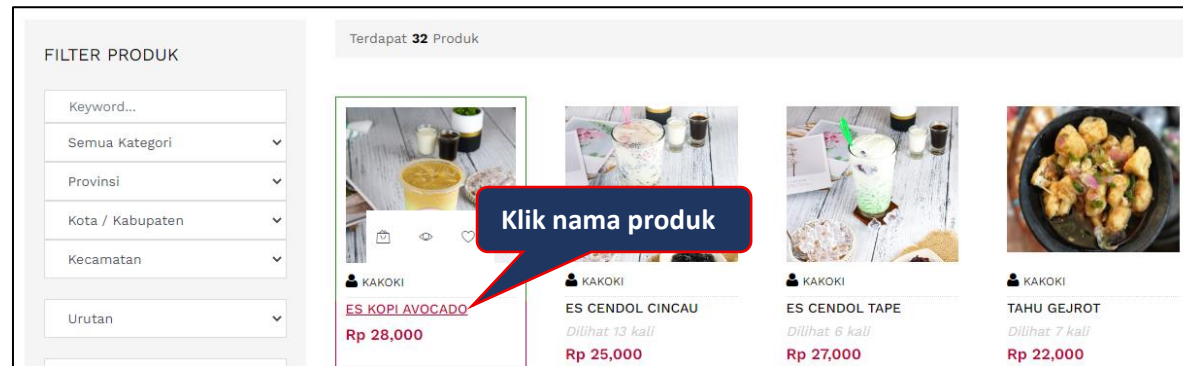 FILTER PRODUK
Keyword...
Semua Kategori
Provinsi
Kota / Kabupaten
Kecamatan
Urutan
Terdapat 32 Produk
Klik nama produk
KAKOKI
ES KOPI AVOCADO
Rp 28,000
KAKOKI
ES CENDOL CINCAU
Dilihat 13 kali
Rp 25,000
KAKOKI
ES CENDOL TAPE
Dilihat 6 kali
Rp 27,000
KAKOKI
TAHU GEJROT
Dilihat 7 kali
Rp 22,000